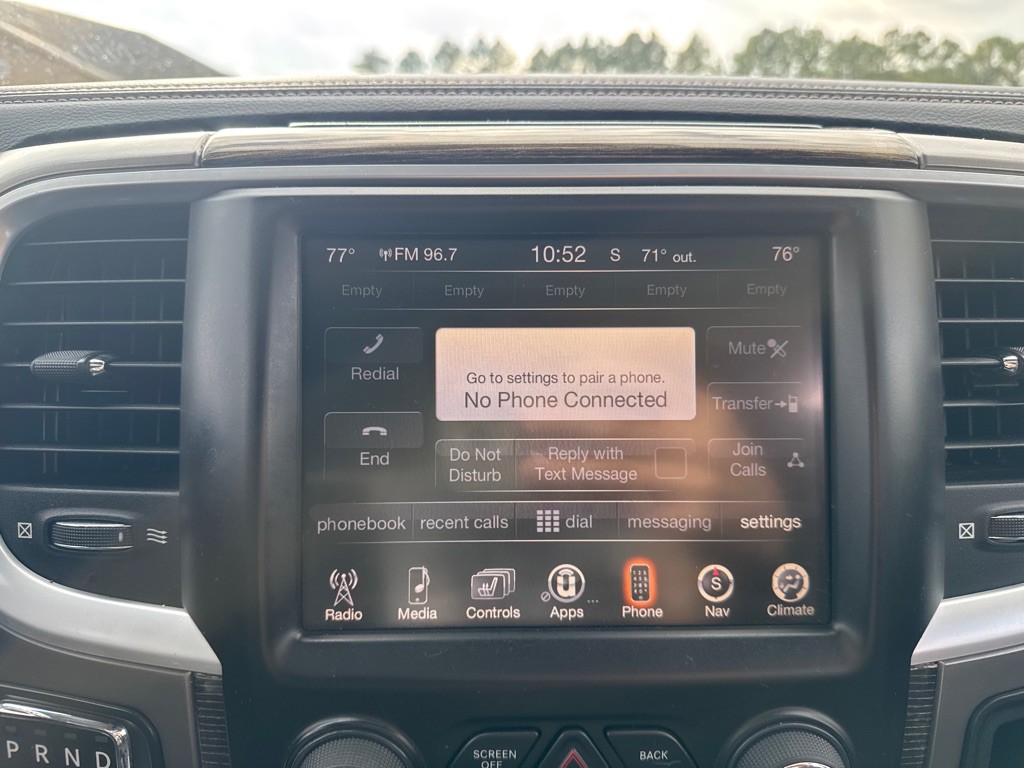 77° FM 96.7 10:52 S 71° out. 76°
Empty Empty Empty Empty Empty
Redial
Go to settings to pair a phone.
No Phone Connected
Mute
Transfer
End
Do Not
Disturb
Reply with
Text Message
Join
Calls
phonebook recent calls dial messaging settings
S
Radio Media Controls Apps ... Phone Nav Climate
P R N D
SCREEN
OFF
BACK